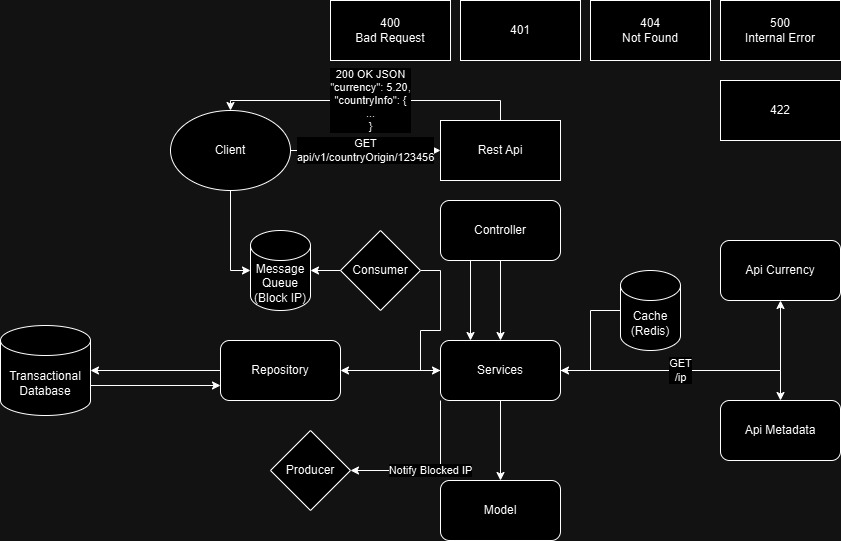 400
Bad Request
401
404
Not Found
500
Internal Error
422
200 OK JSON
"currency": 5.20,
"countryInfo": {
...
}
Client
GET
api/v1/countryOrigin/123456
Rest Api
Controller
Message
Queue
(Block IP)
Consumer
Api Currency
Cache
(Redis)
Transactional
Database
Repository
Services
GET
/ip
Api Metadata
Producer
Notify Blocked IP
Model